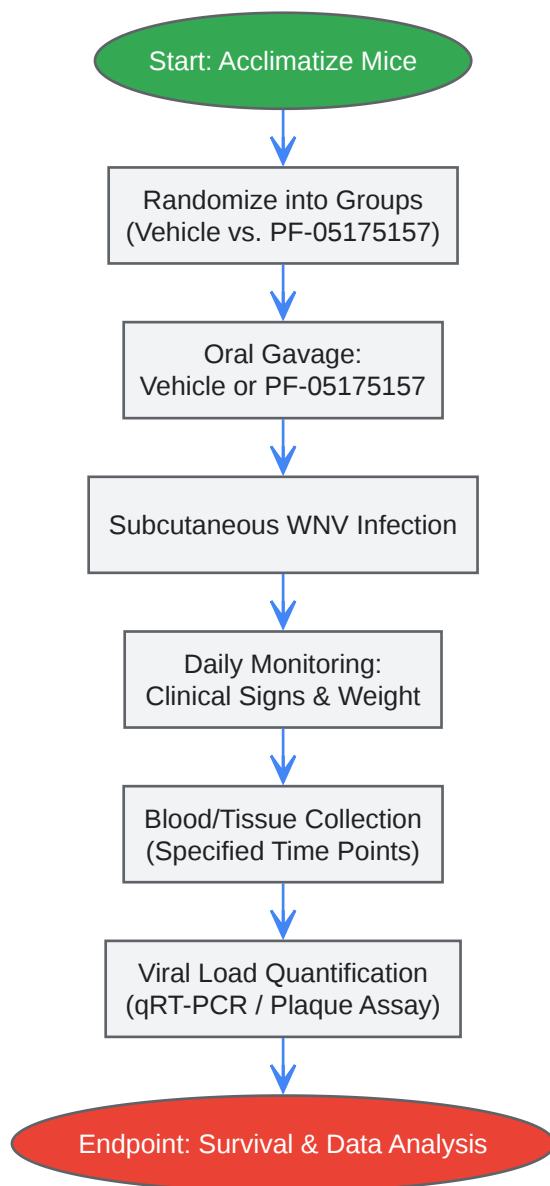 Start: Acclimatize Mice
Randomize into Groups
(Vehicle vs. PF-05175157)
Oral Gavage:
Vehicle or PF-05175157
Subcutaneous WNV Infection
Daily Monitoring:
Clinical Signs & Weight
Blood/Tissue Collection
(Specified Time Points)
Viral Load Quantification
(qRT-PCR / Plaque Assay)
Endpoint: Survival & Data Analysis